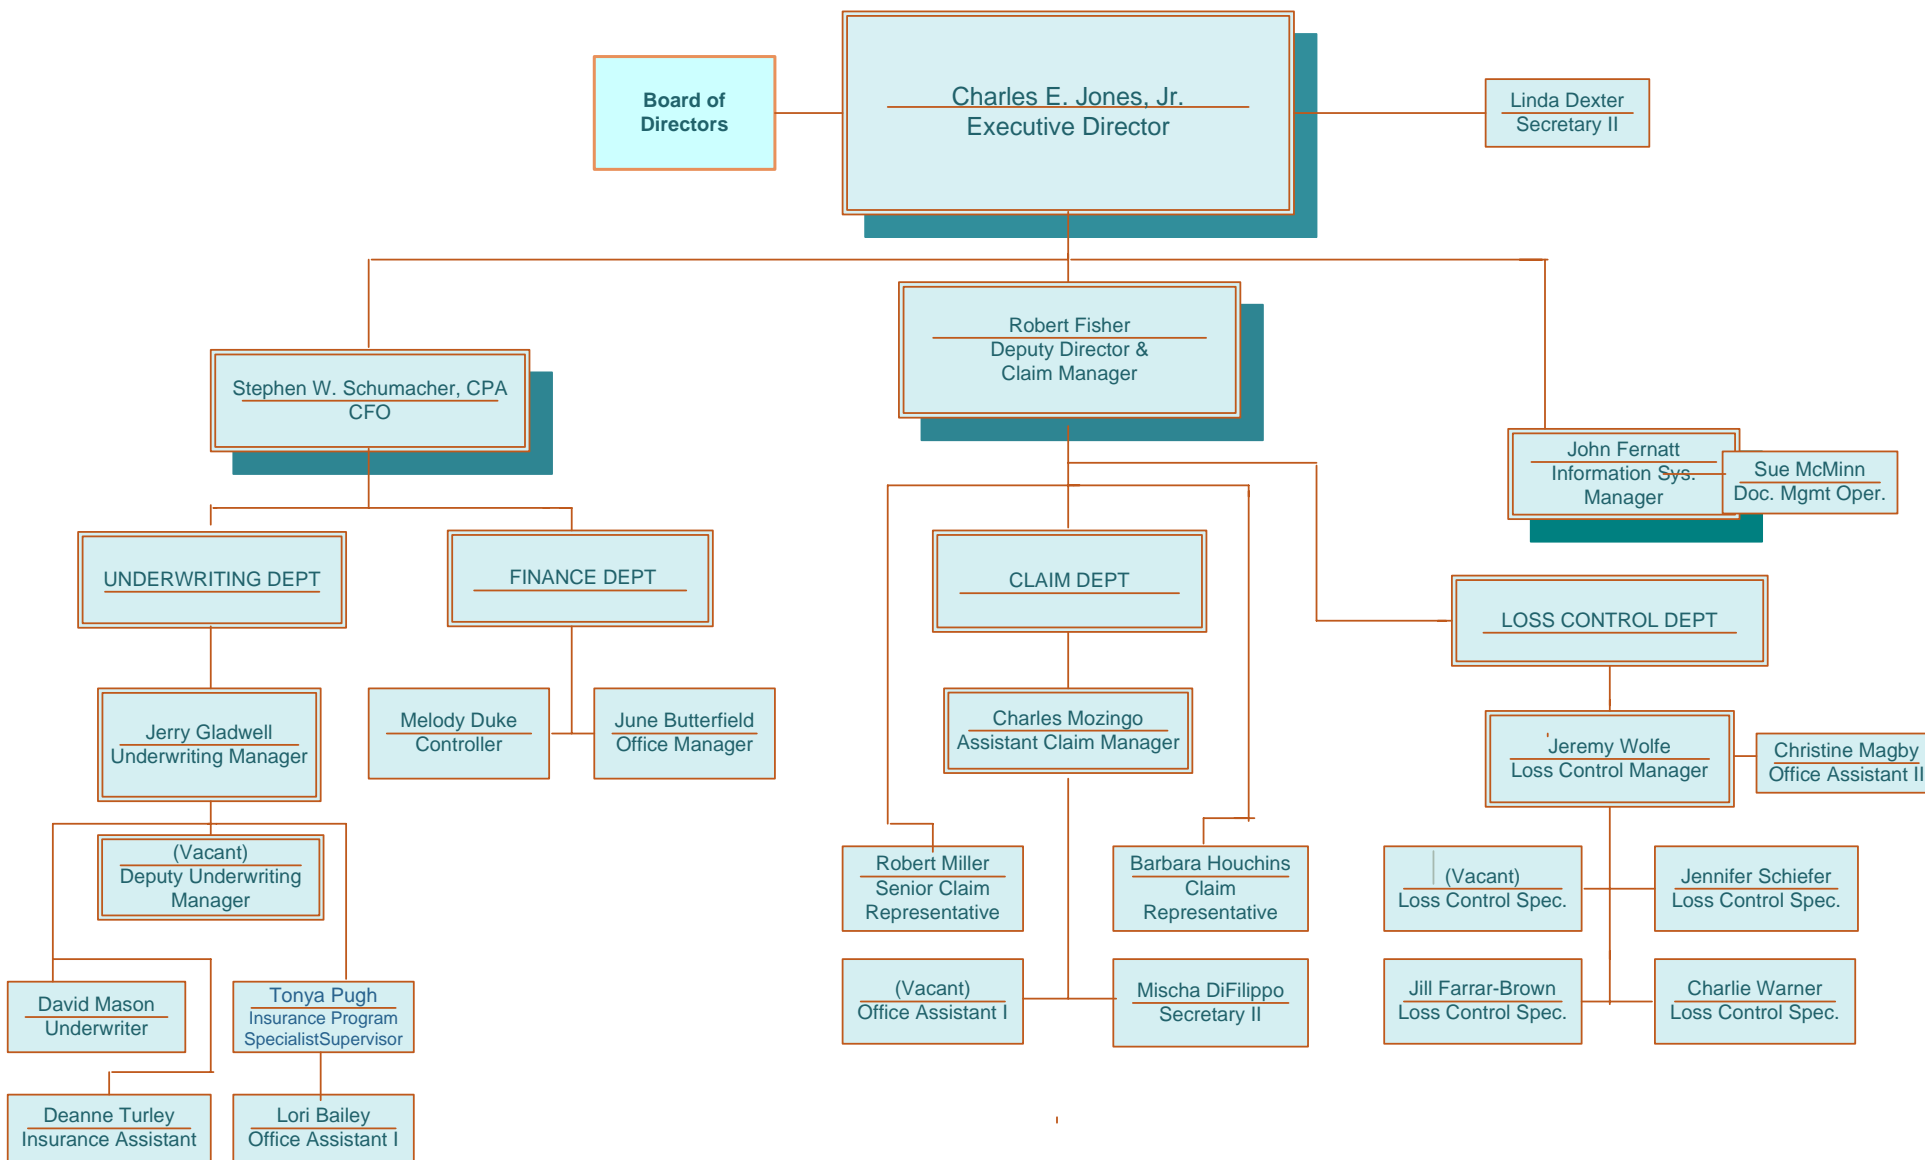 Board of
Directors
Charles E. Jones, Jr.
Executive Director
Linda Dexter
Secretary II
Robert Fisher
Deputy Director &
Claim Manager
Stephen W. Schumacher, CPA
CFO
John Fernatt
Information Sys.
Manager
Sue McMinn
Doc. Mgmt Oper.
UNDERWRITING DEPT
FINANCE DEPT
CLAIM DEPT
LOSS CONTROL DEPT
Jerry Gladwell
Underwriting Manager
Melody Duke
Controller
June Butterfield
Office Manager
Charles Mozingo
Assistant Claim Manager
Jeremy Wolfe
Loss Control Manager
Christine Magby
Office Assistant II
(Vacant)
Deputy Underwriting
Manager
Robert Miller
Senior Claim
Representative
Barbara Houchins
Claim
Representative
(Vacant)
Loss Control Spec.
Jennifer Schiefer
Loss Control Spec.
David Mason
Underwriter
Tonya Pugh
Insurance Program
SpecialistSupervisor
(Vacant)
Office Assistant I
Mischa DiFilippo
Secretary II
Jill Farrar-Brown
Loss Control Spec.
Charlie Warner
Loss Control Spec.
Deanne Turley
Insurance Assistant
Lori Bailey
Office Assistant I